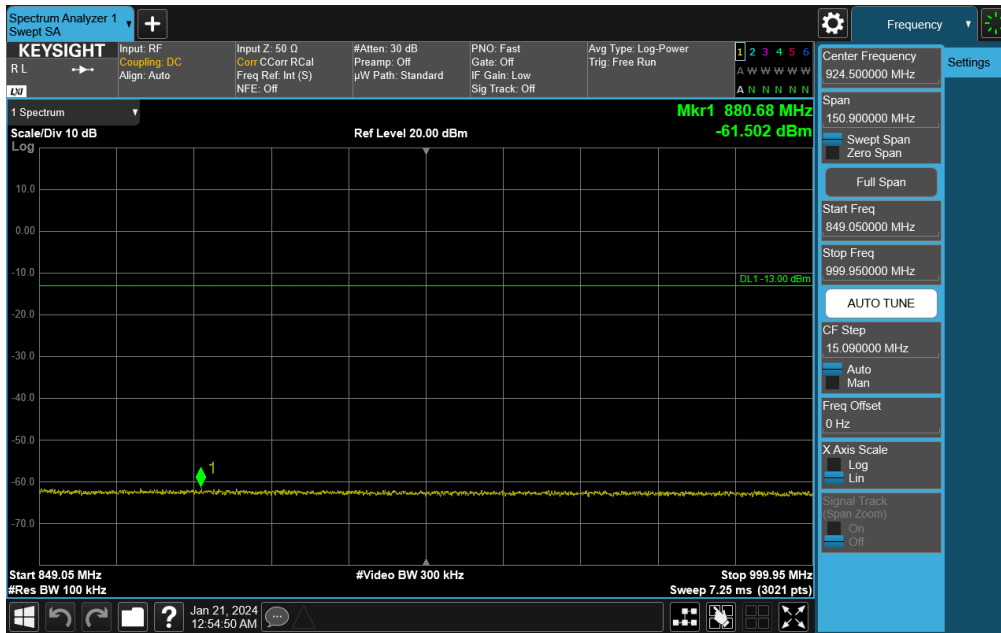 Spectrum Analyzer 1
Swept SA
Frequency
KEYSIGHT
R L
LXI
Input: RF
Coupling: DC
Align: Auto
Input Z: 50 Ω
Corr CCorr RCal
Freq Ref: Int (S)
NFE: Off
#Atten: 30 dB
Preamp: Off
µW Path: Standard
PNO: Fast
Gate: Off
IF Gain: Low
Sig Track: Off
Avg Type: Log-Power
Trig: Free Run
1 2 3 4 5 6
A W W W W W
A N N N N N
1 Spectrum
Scale/Div 10 dB
Log
Ref Level 20.00 dBm
Mkr1 880.68 MHz
-61.502 dBm
10.0
0.00
-10.0
-20.0
-30.0
-40.0
-50.0
-60.0
-70.0
DL1 -13.00 dBm
1
Start 849.05 MHz
#Res BW 100 kHz
#Video BW 300 kHz
Stop 999.95 MHz
Sweep 7.25 ms (3021 pts)
Jan 21, 2024
12:54:50 AM
Center Frequency
924.500000 MHz
Settings
Span
150.900000 MHz
Swept Span
Zero Span
Full Span
Start Freq
849.050000 MHz
Stop Freq
999.950000 MHz
AUTO TUNE
CF Step
15.090000 MHz
Auto
Man
Freq Offset
0 Hz
X Axis Scale
Log
Lin
Signal Track
(Span Zoom)
On
Off